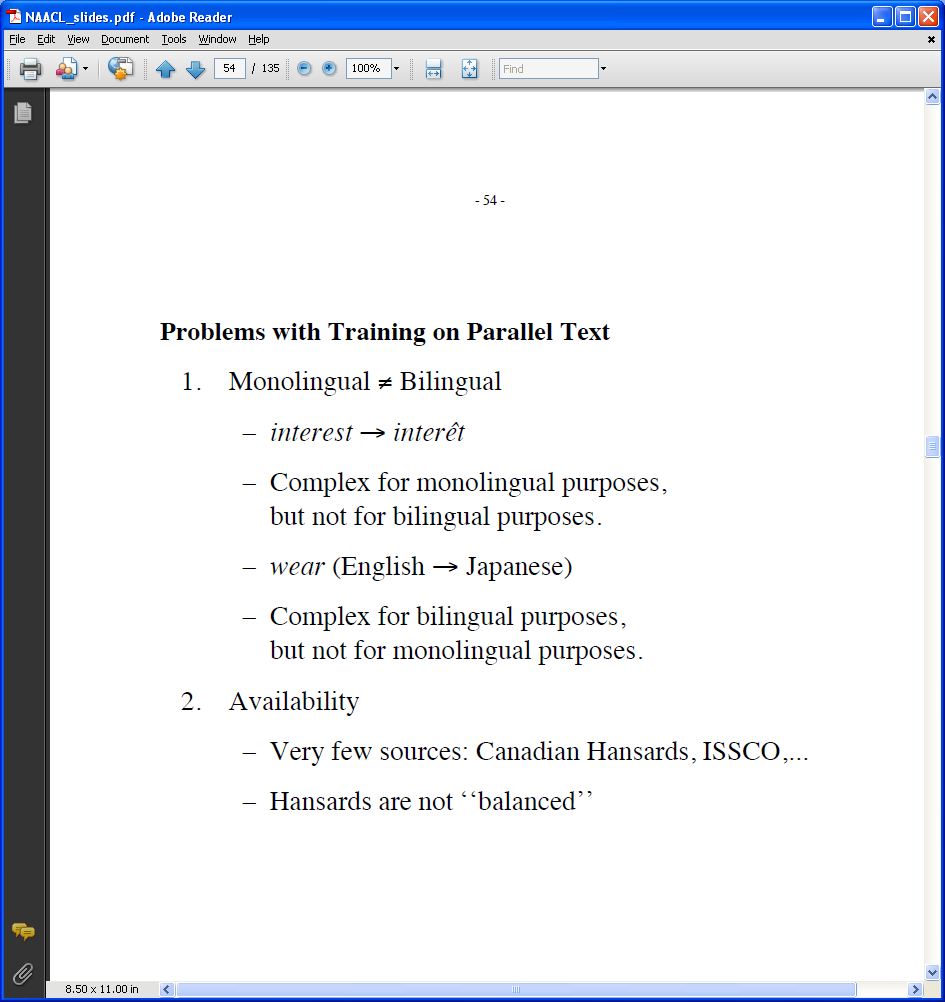 NAACL_slides.pdf - Adobe Reader
File Edit View Document Tools Window Help
54 / 135 100% Find
- 54 -
Problems with Training on Parallel Text
1. Monolingual ≠ Bilingual
– interest → interêt
– Complex for monolingual purposes,
but not for bilingual purposes.
– wear (English → Japanese)
– Complex for bilingual purposes,
but not for monolingual purposes.
2. Availability
– Very few sources: Canadian Hansards, ISSCO,...
– Hansards are not ‘‘balanced’’
8.50 x 11.00 in